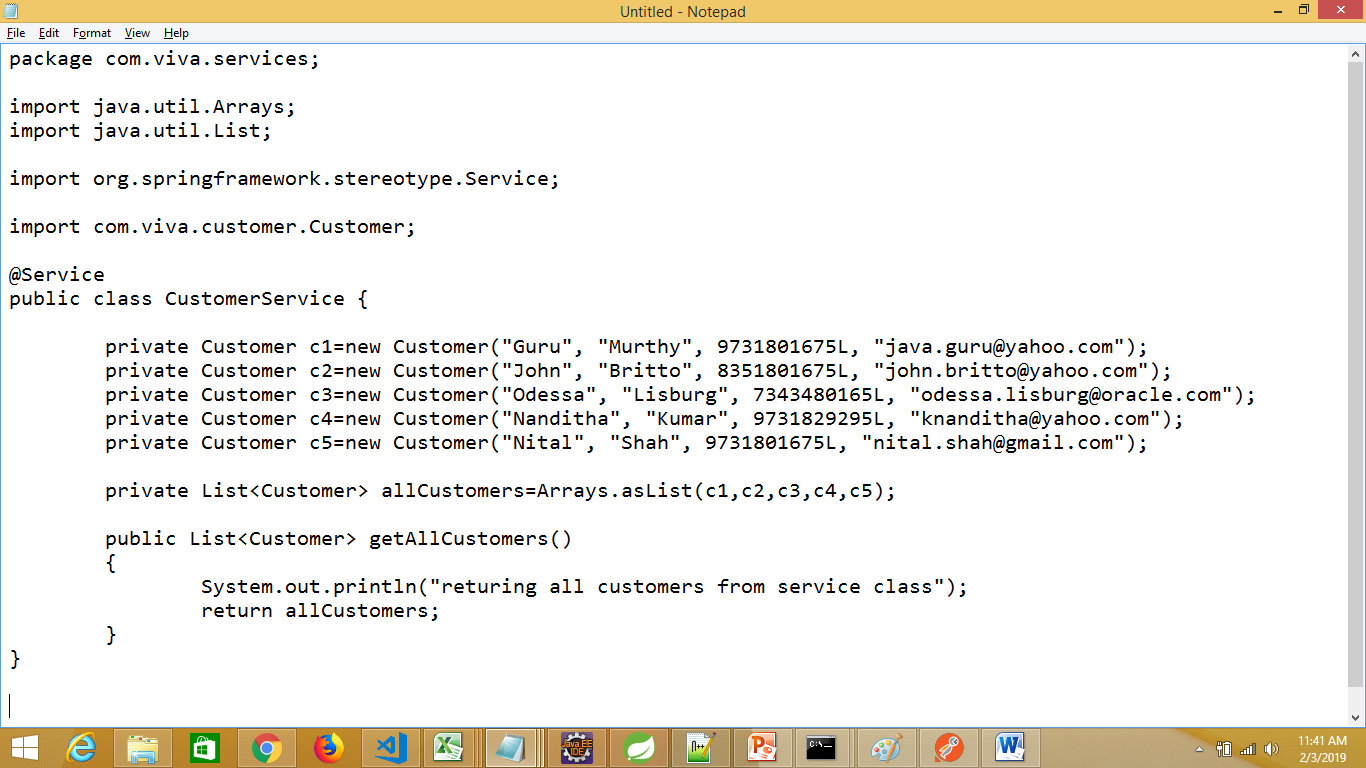 Untitled - Notepad
File Edit Format View Help
package com.viva.services;
import java.util.Arrays;
import java.util.List;
import org.springframework.stereotype.Service;
import com.viva.customer.Customer;
@Service
public class CustomerService {
private Customer c1=new Customer("Guru", "Murthy", 9731801675L, "java.guru@yahoo.com");
private Customer c2=new Customer("John", "Britto", 8351801675L, "john.britto@yahoo.com");
private Customer c3=new Customer("Odessa", "Lisburg", 7343480165L, "odessa.lisburg@oracle.com");
private Customer c4=new Customer("Nanditha", "Kumar", 9731829295L, "knanditha@yahoo.com");
private Customer c5=new Customer("Nital", "Shah", 9731801675L, "nital.shah@gmail.com");
private List<Customer> allCustomers=Arrays.asList(c1,c2,c3,c4,c5);
public List<Customer> getAllCustomers()
{
System.out.println("returing all customers from service class");
return allCustomers;
}
}
Java EE
IDE
11:41 AM
2/3/2019